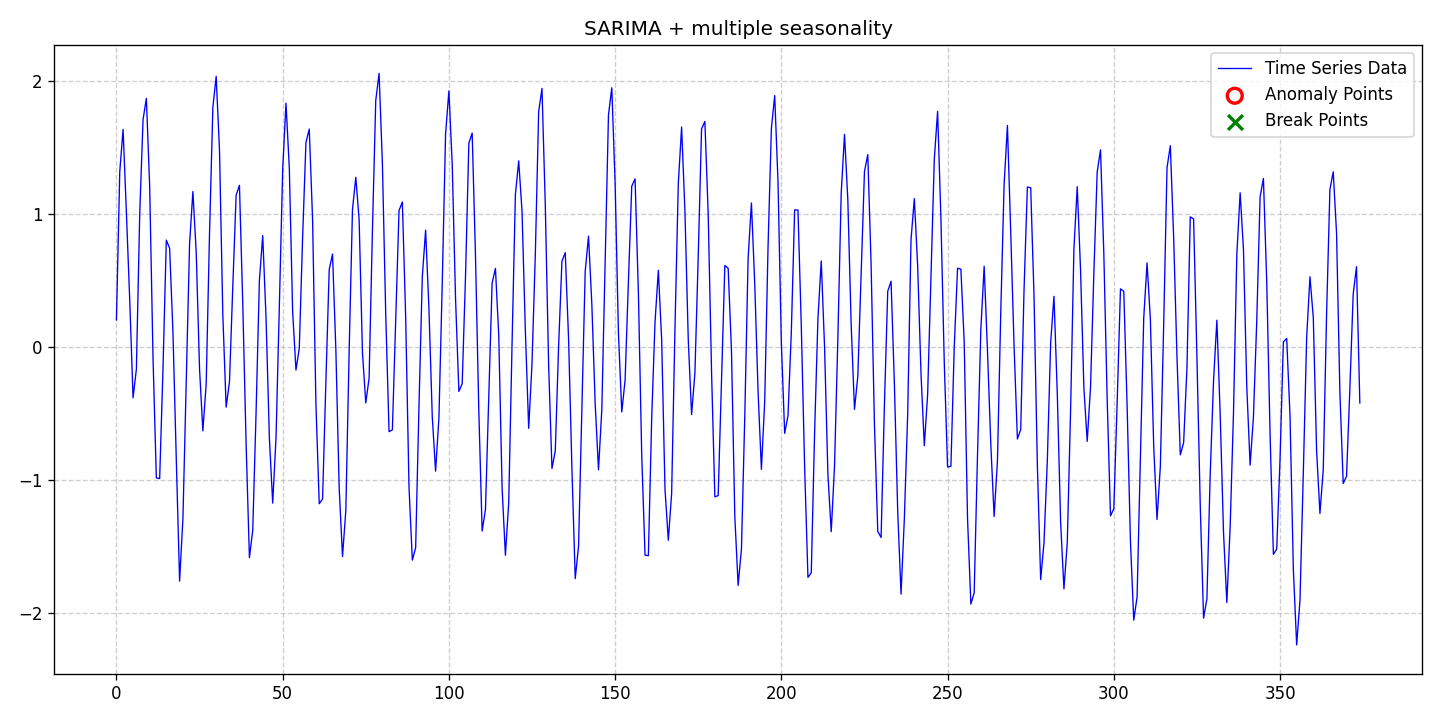 SARIMA + multiple seasonality
Time Series Data
Anomaly Points
Break Points
2
1
0
−1
−2
0 50 100 150 200 250 300 350